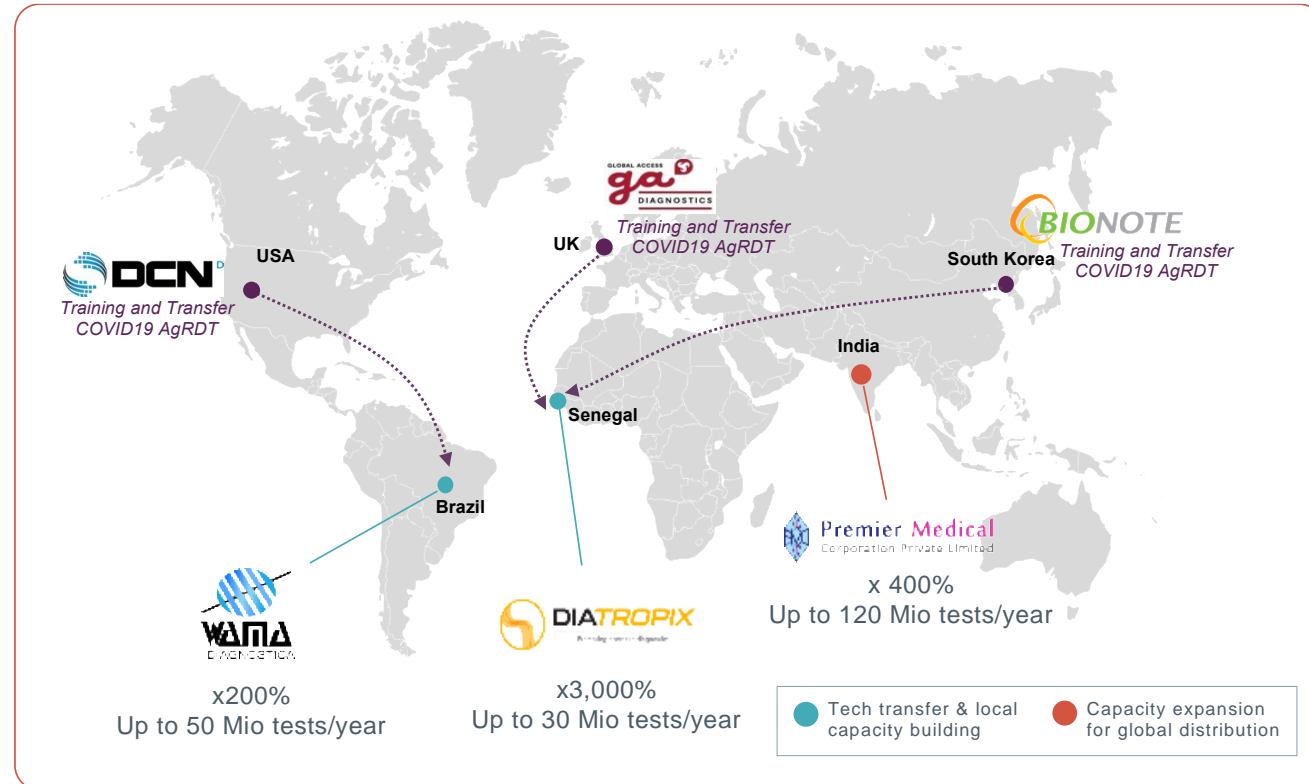 GLOBAL ACCESS
ga
DIAGNOSTICS
Training and Transfer
COVID19 AgRDT
UK
BIONOTE
Training and Transfer
COVID19 AgRDT
South Korea
USA
DCN
Training and Transfer
COVID19 AgRDT
India
Senegal
Brazil
Premier Medical
Corporation Private Limited
x 400%
Up to 120 Mio tests/year
WAMA
DIAGNÓSTICA
x200%
Up to 50 Mio tests/year
DIATROPIX
x3,000%
Up to 30 Mio tests/year
Tech transfer & local
capacity building
Capacity expansion
for global distribution